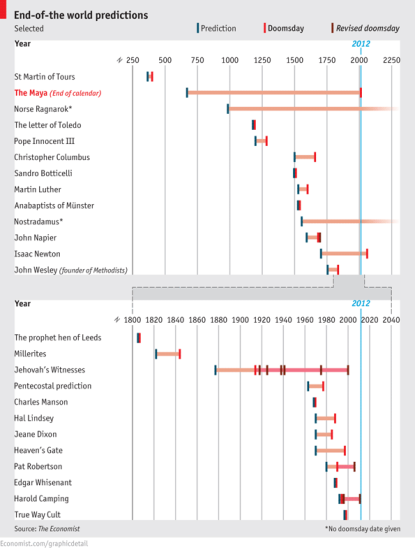 End-of-the world predictions
Selected
Prediction Doomsday Revised doomsday
Year
2012
250 500 750 1000 1250 1500 1750 2000 2250
St Martin of Tours
The Maya (End of calendar)
Norse Ragnarok*
The letter of Toledo
Pope Innocent III
Christopher Columbus
Sandro Botticelli
Martin Luther
Anabaptists of Münster
Nostradamus*
John Napier
Isaac Newton
John Wesley (founder of Methodists)
Year
2012
1800 1820 1840 1860 1880 1900 1920 1940 1960 1980 2000 2020 2040
The prophet hen of Leeds
Millerites
Jehovah's Witnesses
Pentecostal prediction
Charles Manson
Hal Lindsey
Jeane Dixon
Heaven's Gate
Pat Robertson
Edgar Whisenant
Harold Camping
True Way Cult
Source: The Economist
*No doomsday date given
Economist.com/graphicdetail